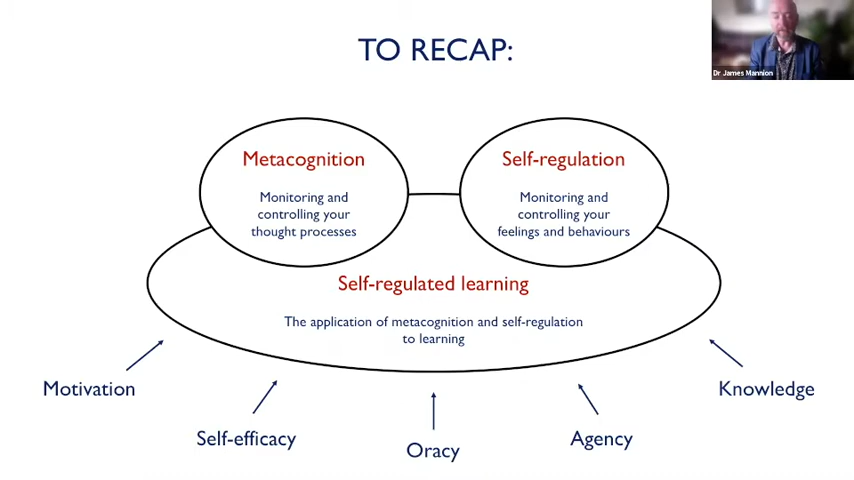 TO RECAP:
Dr James Mannion
Metacognition
Monitoring and
controlling your
thought processes
Self-regulation
Monitoring and
controlling your
feelings and behaviours
Self-regulated learning
The application of metacognition and self-regulation
to learning
Motivation
Self-efficacy
Oracy
Agency
Knowledge